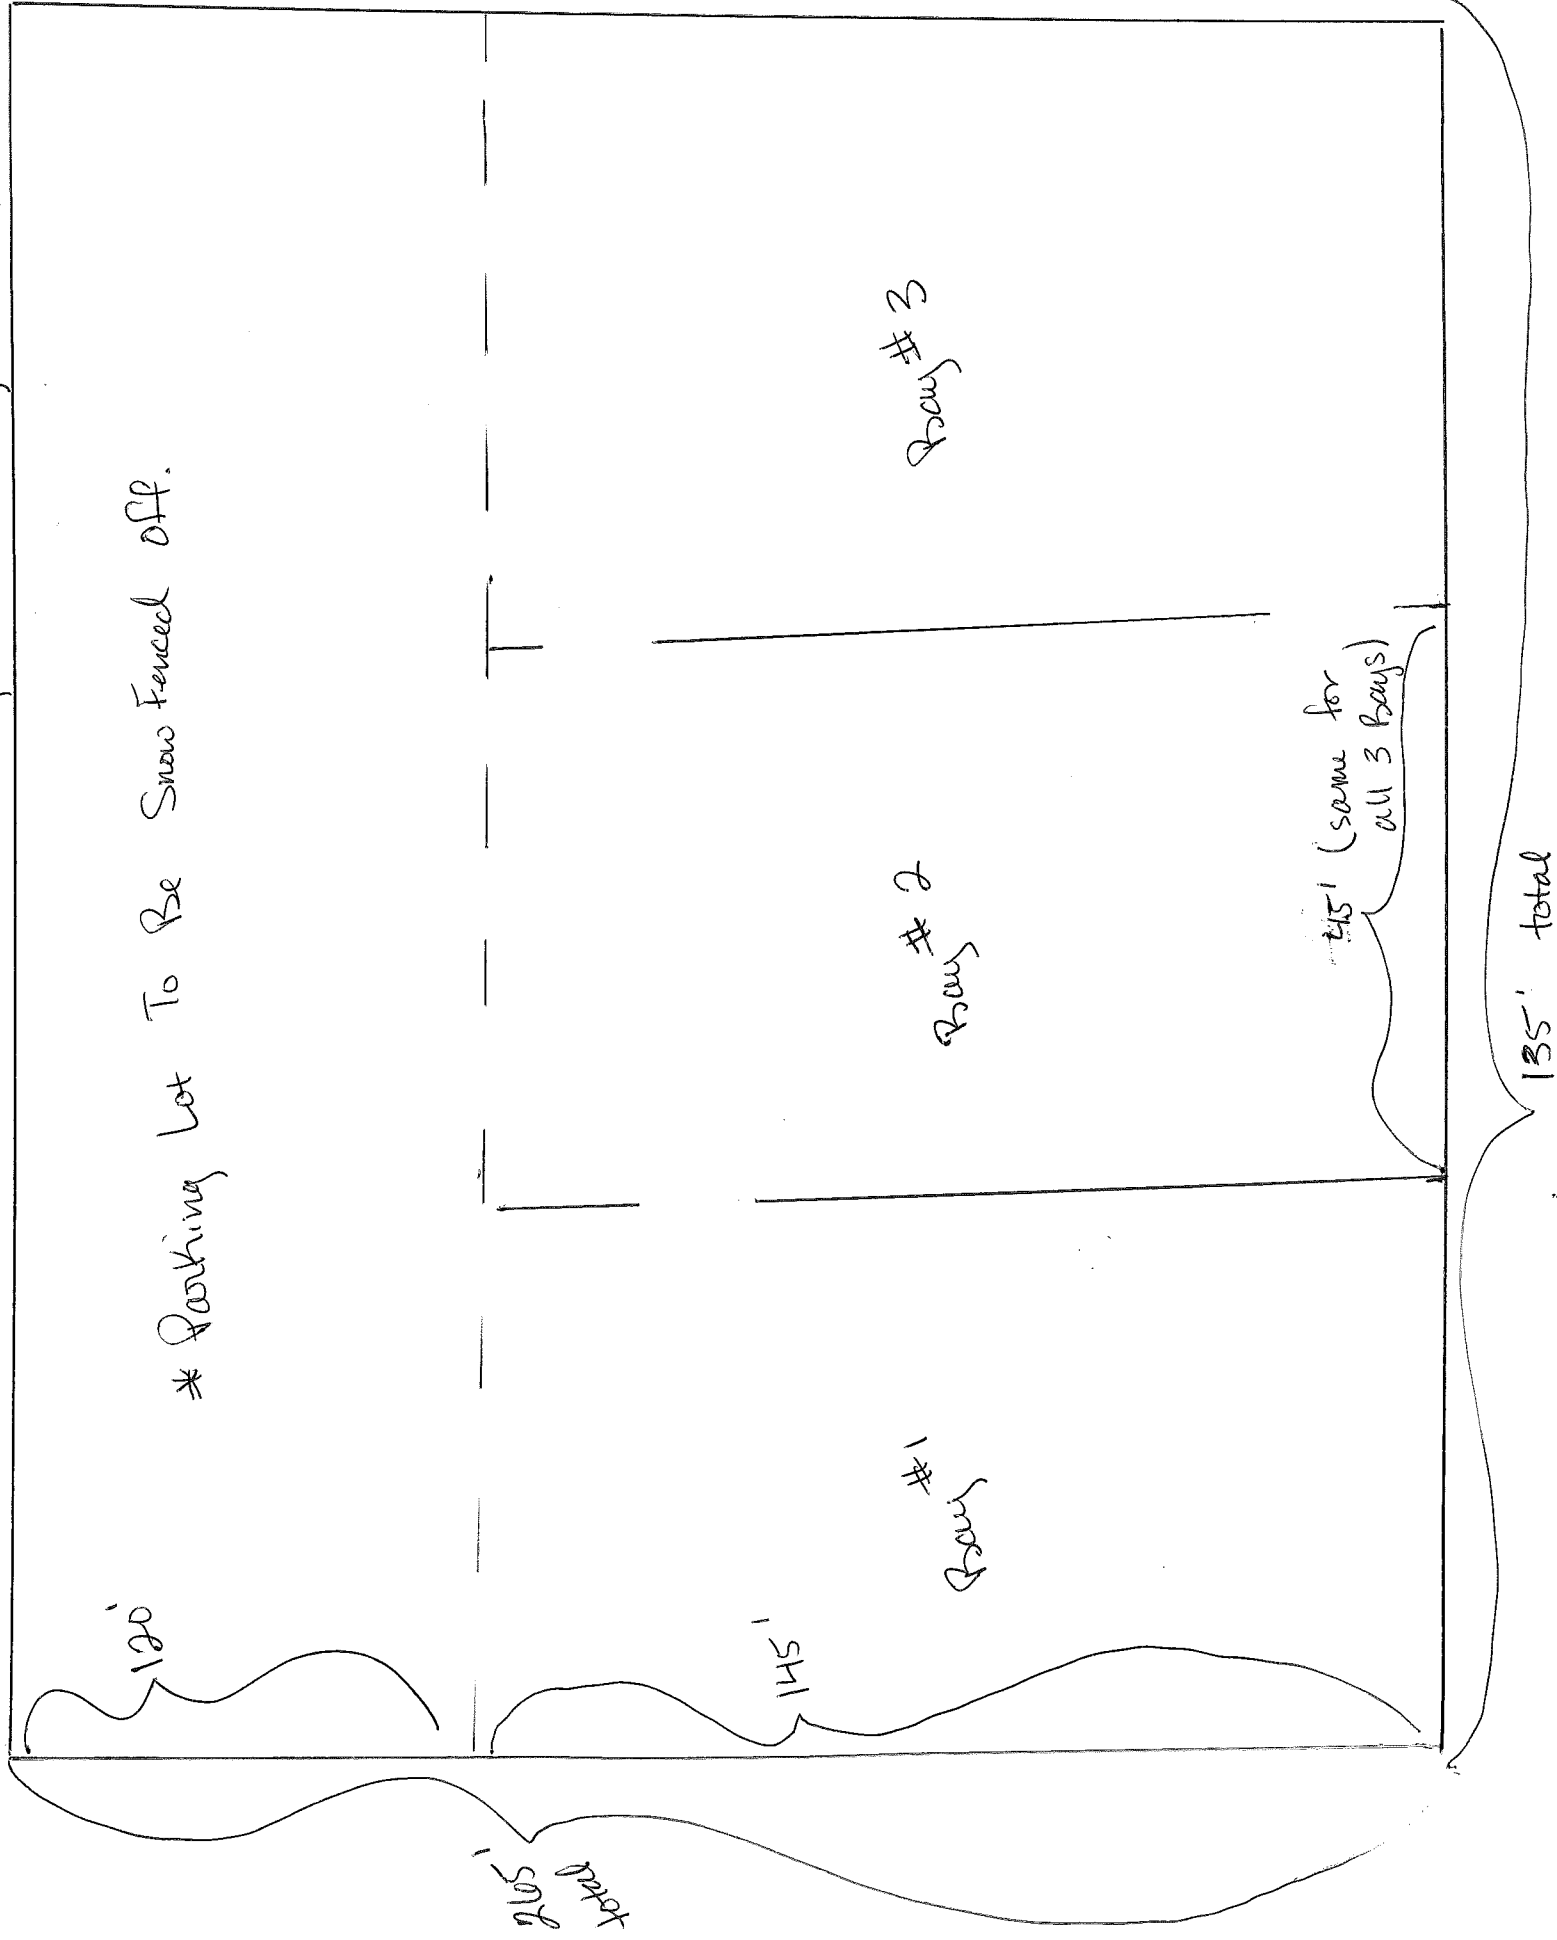 * Parking Lot To Be Snow Fenced off.
120'
265'
total
145'
Bay #1
Bay #2
Bay #3
45' (same for
all 3 Bays)
135' total